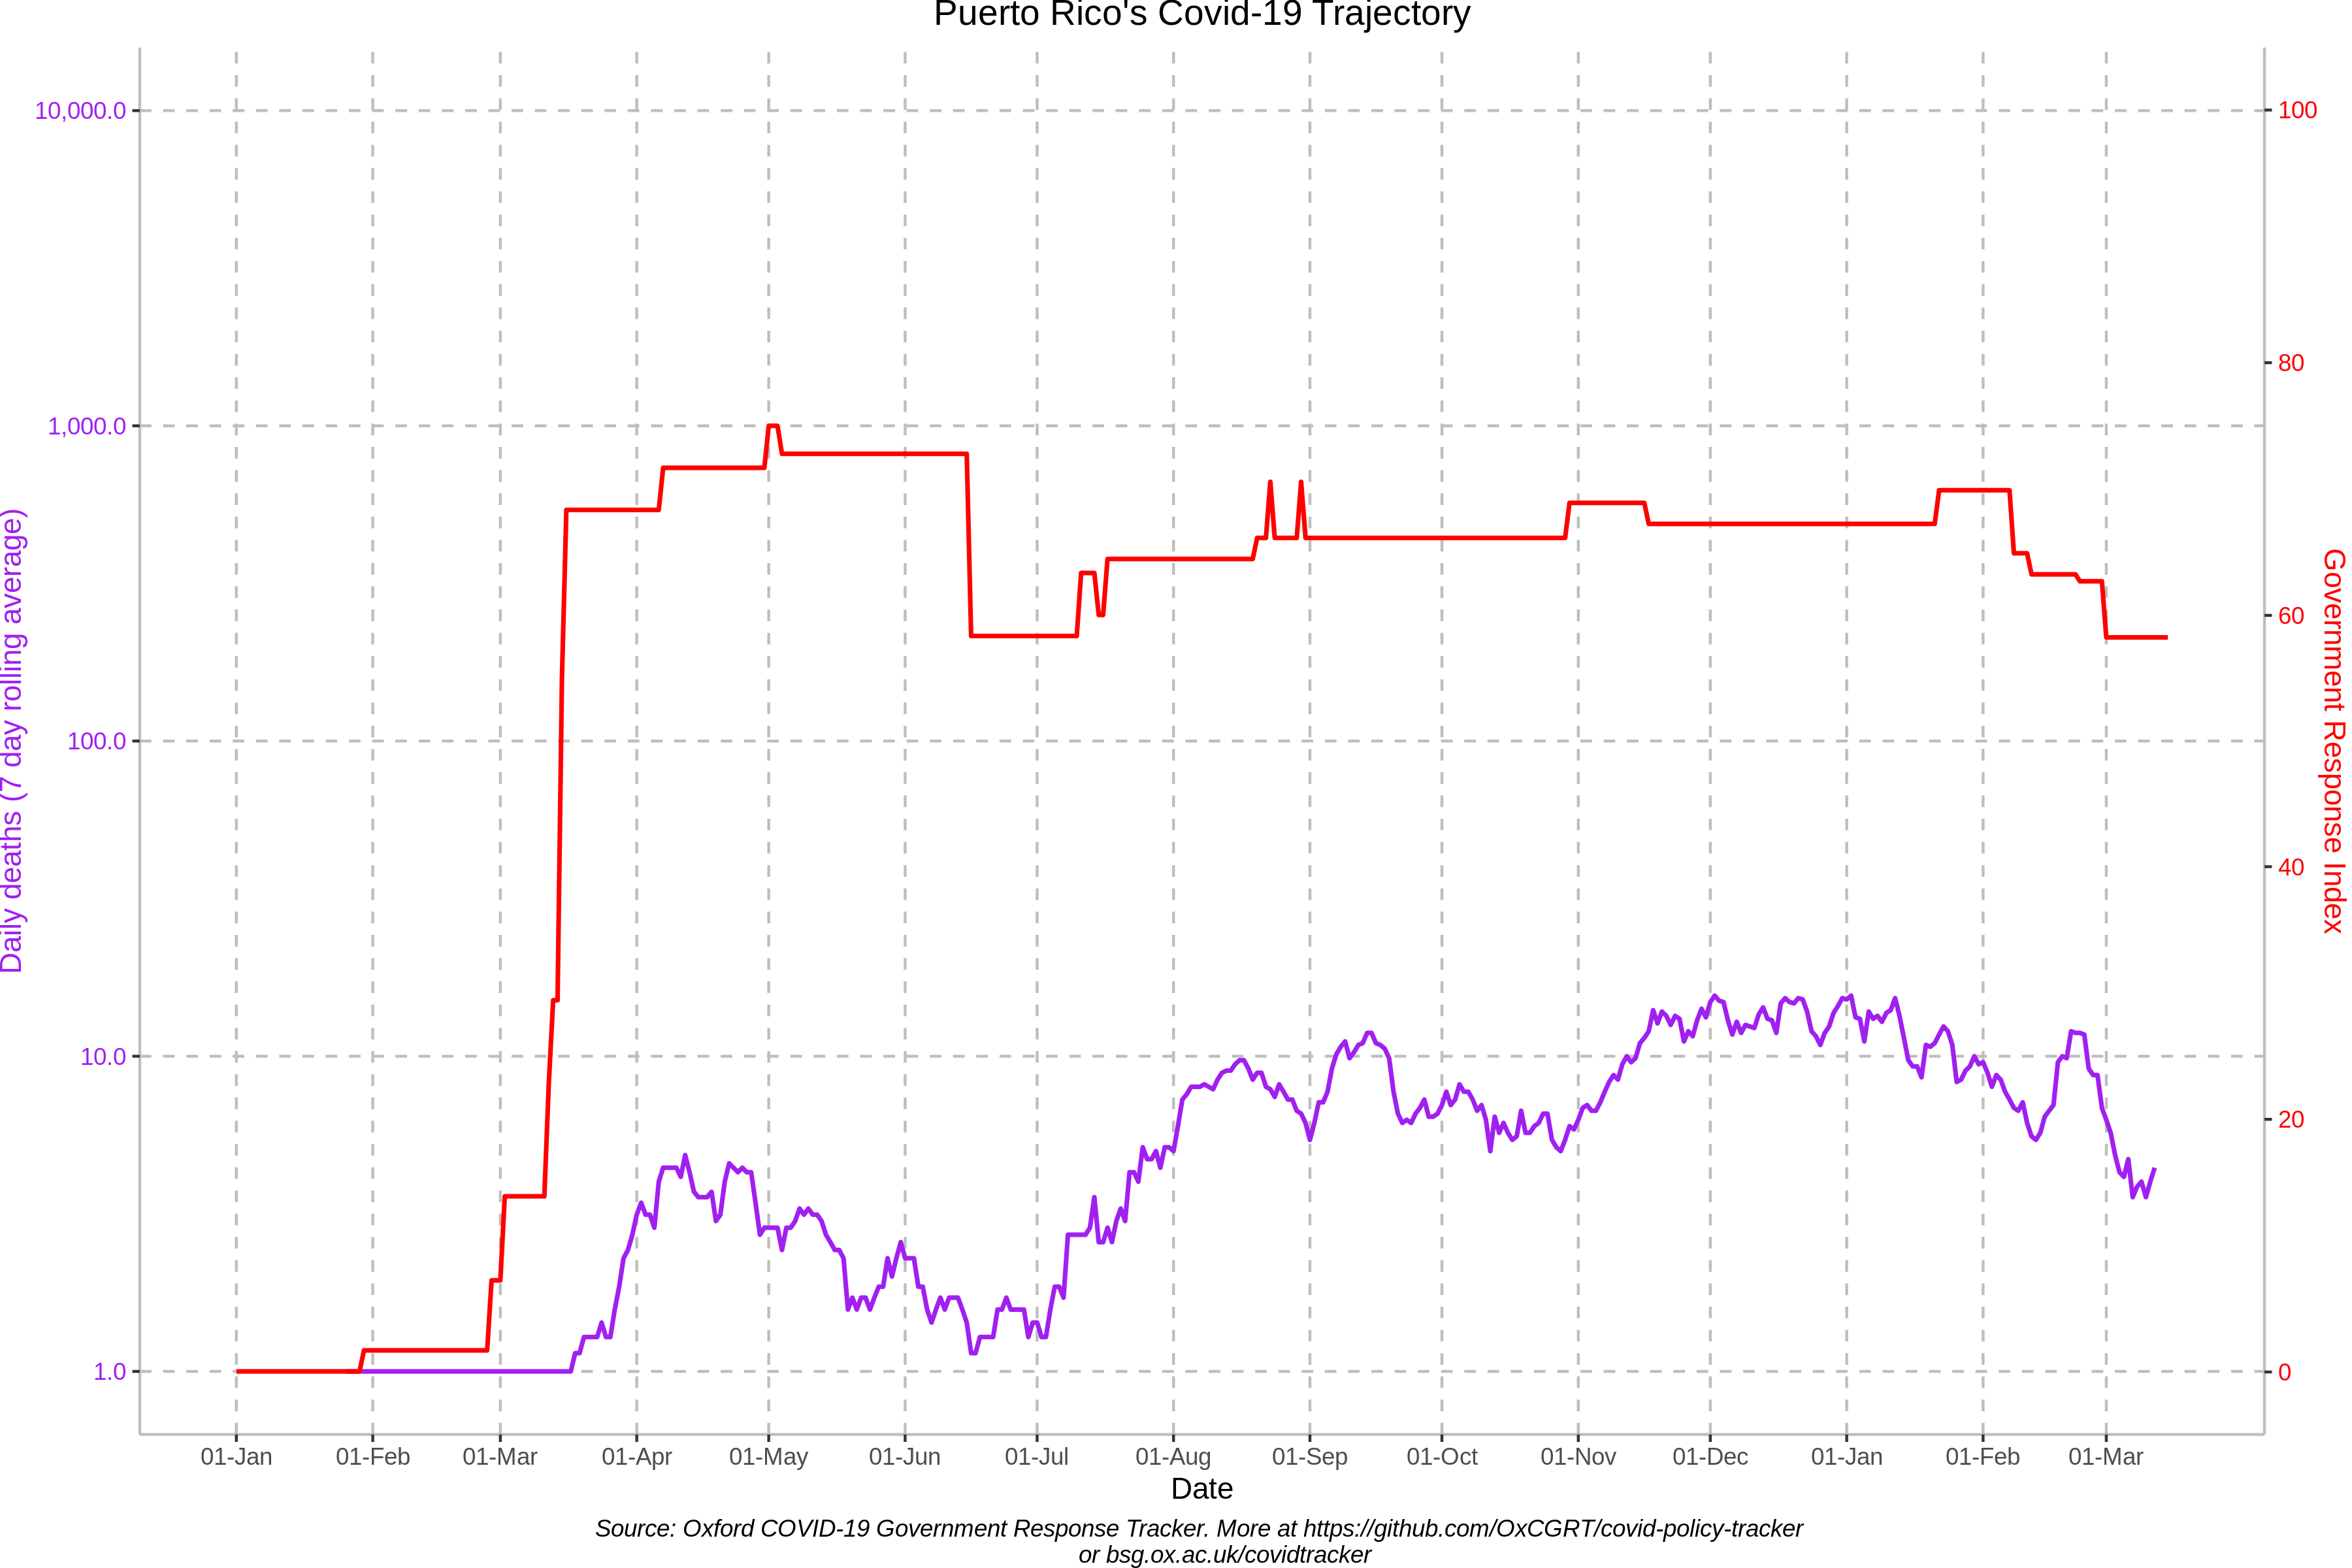 Puerto Rico's Covid-19 Trajectory
10,000.0
1,000.0
100.0
10.0
1.0
Daily deaths (7 day rolling average)
100
80
60
40
20
0
Government Response Index
01-Jan
01-Feb
01-Mar
01-Apr
01-May
01-Jun
01-Jul
01-Aug
01-Sep
01-Oct
01-Nov
01-Dec
01-Jan
01-Feb
01-Mar
Date
Source: Oxford COVID-19 Government Response Tracker. More at https://github.com/OxCGRT/covid-policy-tracker
or bsg.ox.ac.uk/covidtracker